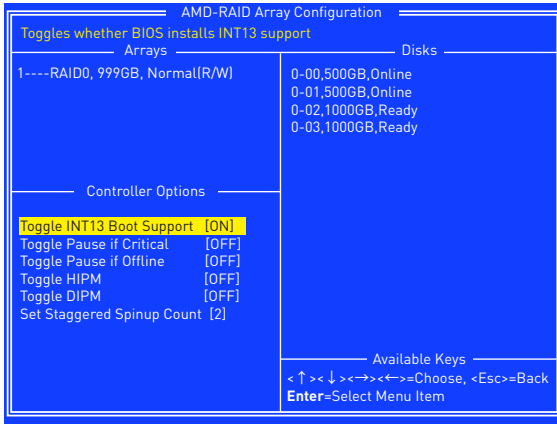 AMD-RAID Array Configuration
Toggles whether BIOS installs INT13 support
Arrays
1----RAID0, 999GB, Normal(R/W)
Disks
0-00,500GB,Online
0-01,500GB,Online
0-02,1000GB,Ready
0-03,1000GB,Ready
Controller Options
Toggle INT13 Boot Support [ON]
Toggle Pause if Critical [OFF]
Toggle Pause if Offline [OFF]
Toggle HIPM [OFF]
Toggle DIPM [OFF]
Set Staggered Spinup Count [2]
Available Keys
<↑><↓><→><←>=Choose, <Esc>=Back
Enter=Select Menu Item